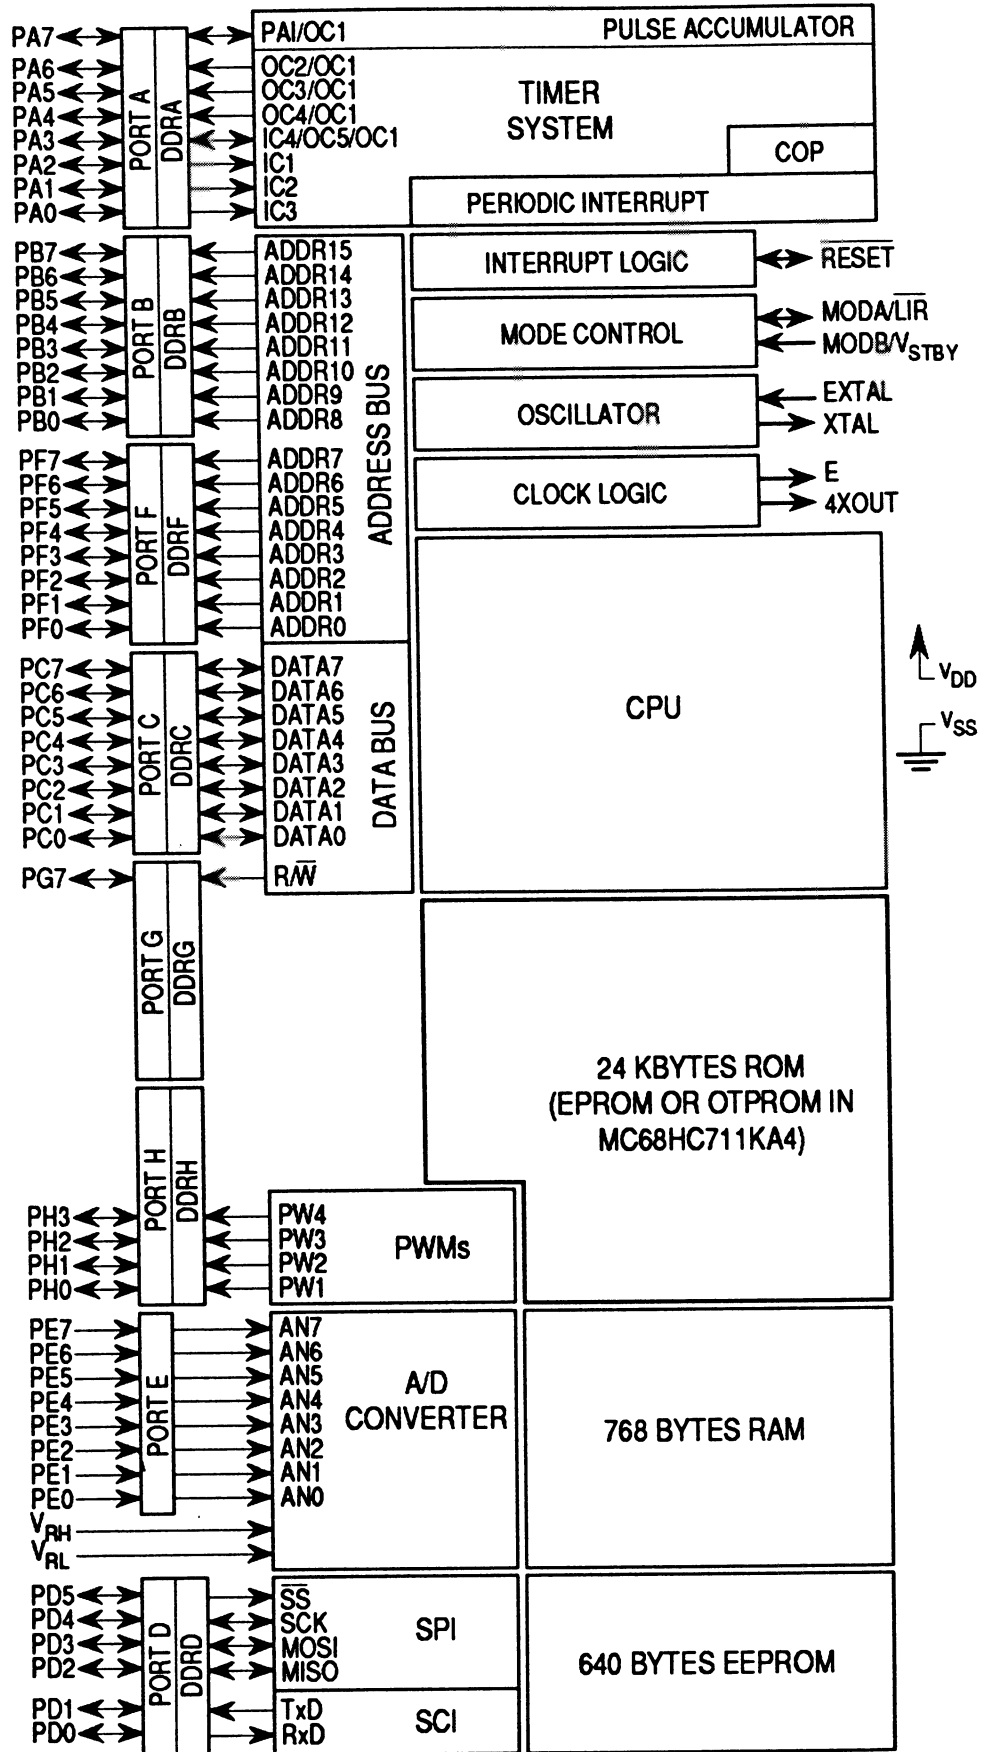 PA7 PAI/OC1 PULSE ACCUMULATOR
PA6 OC2/OC1
PA5 OC3/OC1
PA4 OC4/OC1
PA3 IC4/OC5/OC1
PA2 IC1
PA1 IC2
PA0 IC3
PORT A
DDRA
TIMER
SYSTEM
COP
PERIODIC INTERRUPT
PB7 ADDR15
PB6 ADDR14
PB5 ADDR13
PB4 ADDR12
PB3 ADDR11
PB2 ADDR10
PB1 ADDR9
PB0 ADDR8
PORT B
DDRB
PF7 ADDR7
PF6 ADDR6
PF5 ADDR5
PF4 ADDR4
PF3 ADDR3
PF2 ADDR2
PF1 ADDR1
PF0 ADDR0
PORT F
DDRF
ADDRESS BUS
INTERRUPT LOGIC
RESET
MODE CONTROL
MODA/LIR
MODB/VSTBY
OSCILLATOR
EXTAL
XTAL
CLOCK LOGIC
E
4XOUT
PC7 DATA7
PC6 DATA6
PC5 DATA5
PC4 DATA4
PC3 DATA3
PC2 DATA2
PC1 DATA1
PC0 DATA0
PORT C
DDRC
DATA BUS
CPU
VDD
VSS
PG7 R/W
PORT G
DDRG
24 KBYTES ROM
(EPROM OR OTPROM IN
MC68HC711KA4)
PORT H
DDRH
PH3 PW4
PH2 PW3
PH1 PW2
PH0 PW1
PWMs
PE7 AN7
PE6 AN6
PE5 AN5
PE4 AN4
PE3 AN3
PE2 AN2
PE1 AN1
PE0 AN0
PORT E
VRH
VRL
A/D
CONVERTER
768 BYTES RAM
PD5 SS
PD4 SCK
PD3 MOSI
PD2 MISO
PD1 TxD
PD0 RxD
PORT D
DDRD
SPI
SCI
640 BYTES EEPROM